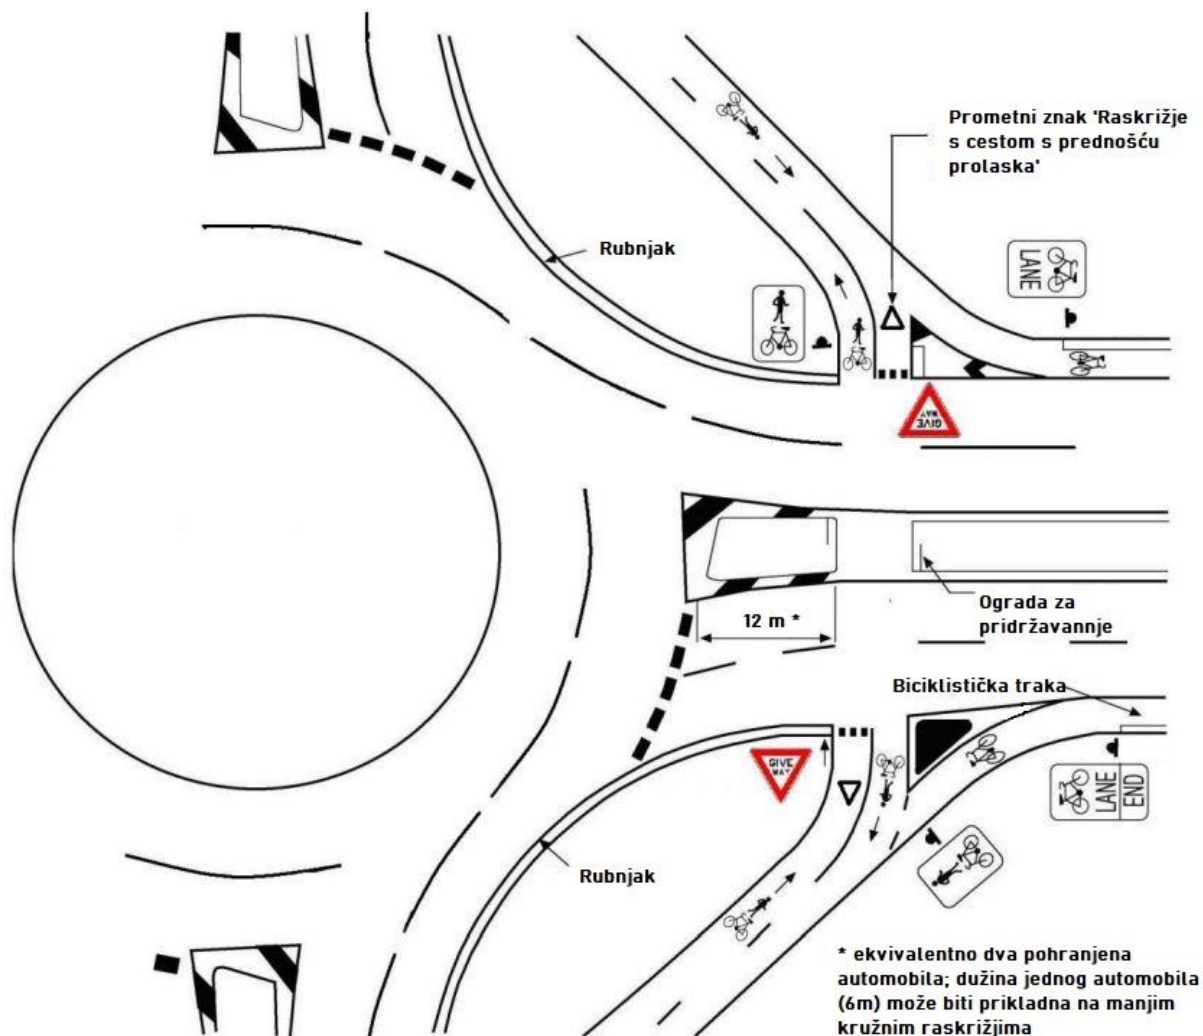 Prometni znak 'Raskrižje
s cestom s prednošću
prolaska'
Rubnjak
LANE
GIVE
WAY
Ograda za
pridržavannje
12 m *
Biciklistička traka
GIVE
WAY
LANE
END
Rubnjak
* ekvivalentno dva pohranjena
automobila; dužina jednog automobila
(6m) može biti prikladna na manjim
kružnim raskrižjima